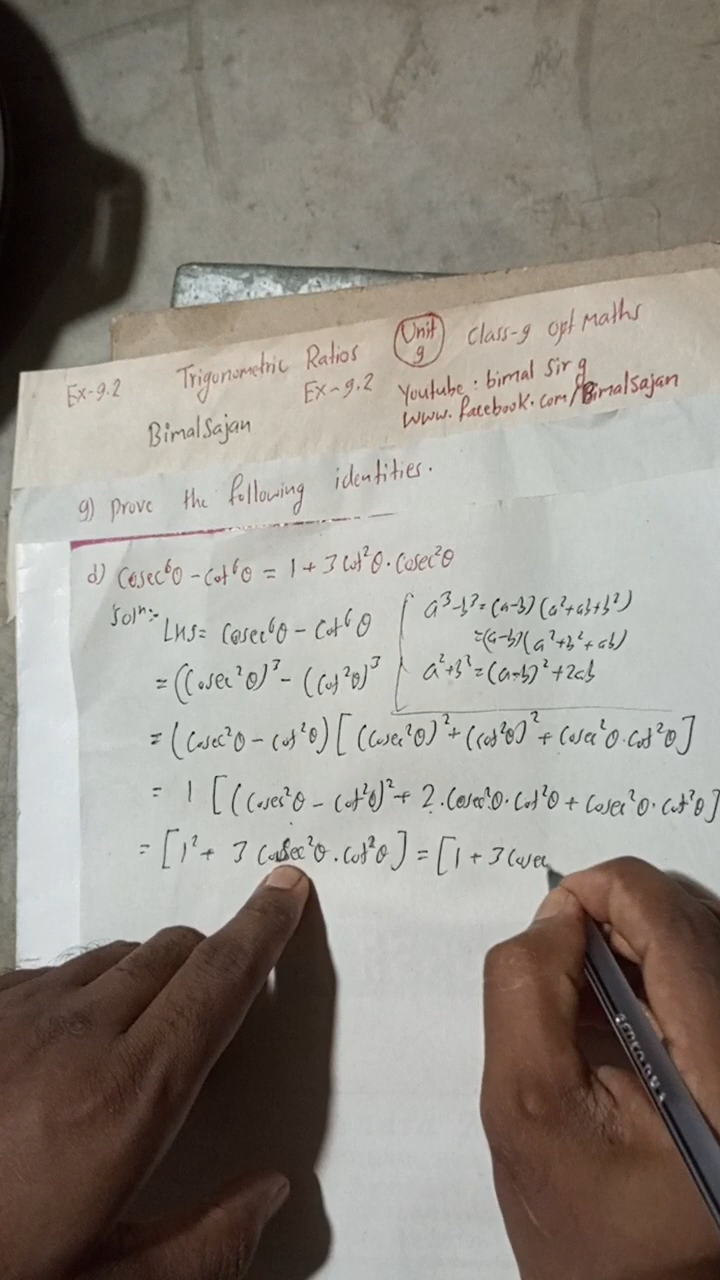 Ex-9.2 Trigonometric Ratios Ex-9.2 Unit 9 Class-9 opt Maths
BimalSajan Youtube : bimal Sir 9
www.facebook.com/BimalSajan
9) prove the following identities.
d) Cosec⁶θ - cot⁶θ = 1 + 3 cot²θ . Cosec²θ
Solⁿ:-
LHS = Cosec⁶θ - Cot⁶θ
= (Cosec²θ)³ - (Cot²θ)³
a³-b³ = (a-b) (a²+ab+b²)
= (a-b) (a²+b²+ab)
a²+b² = (a-b)² + 2ab
= (Cosec²θ - cot²θ) [(Cosec²θ)² + (cot²θ)² + Cosec²θ . Cot²θ]
= 1 [(Cosec²θ - Cot²θ)² + 2 . Cosec²θ . Cot²θ + Cosec²θ . Cot²θ]
= [1² + 3 Cosec²θ . Cot²θ] = [1 + 3 Cosec